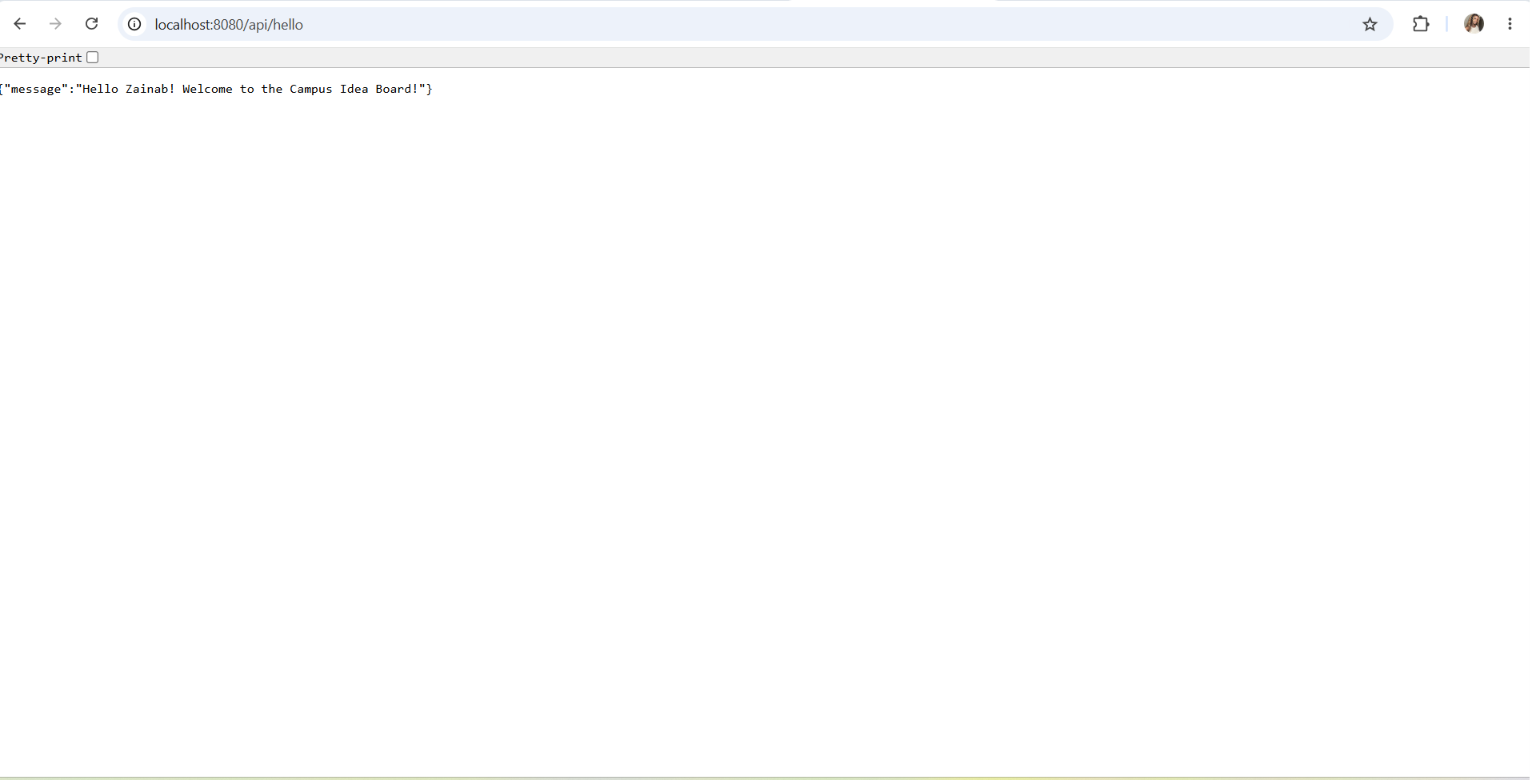 localhost:8080/api/hello
Pretty-print
{"message":"Hello Zainab! Welcome to the Campus Idea Board!"}